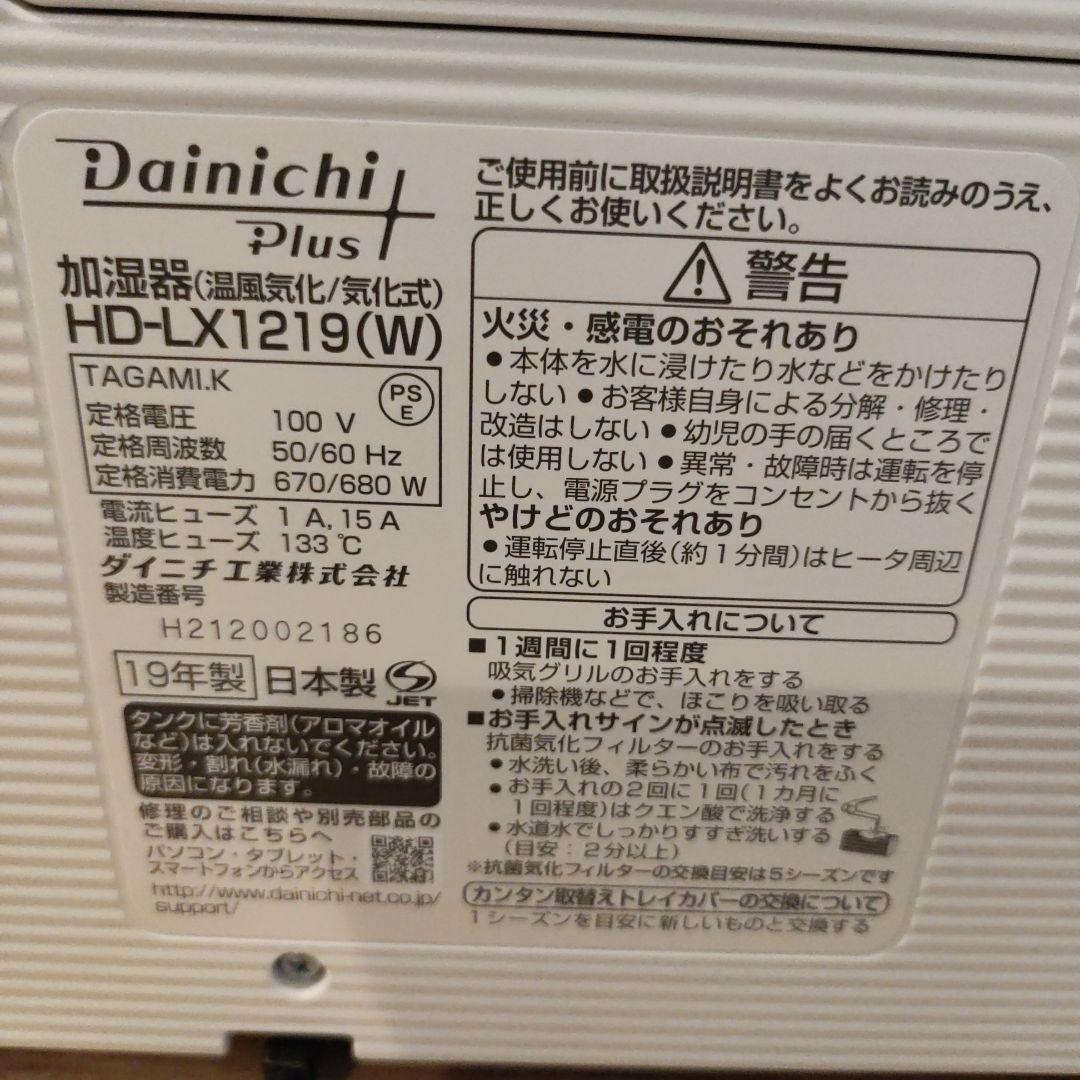 Dainichi
Plus
加湿器(温風気化/気化式)
HD-LX1219(W)
TAGAMI.K
PS
E
定格電圧 100 V
定格周波数 50/60 Hz
定格消費電力 670/680 W
電流ヒューズ 1 A, 15 A
温度ヒューズ 133 ℃
ダイニチ工業株式会社
製造番号
H212002186
19年製 日本製
JET
タンクに芳香剤(アロマオイル
など)は入れないでください。
変形・割れ(水漏れ)・故障の
原因になります。
修理のご相談や別売部品の
ご購入はこちらへ
パソコン・タブレット・
スマートフォンからアクセス
http://www.dainichi-net.co.jp/
support/
ご使用前に取扱説明書をよくお読みのうえ、
正しくお使いください。
警告
火災・感電のおそれあり
●本体を水に浸けたり水などをかけたり
しない ●お客様自身による分解・修理・
改造はしない ●幼児の手の届くところで
は使用しない ●異常・故障時は運転を停
止し、電源プラグをコンセントから抜く
やけどのおそれあり
●運転停止直後(約1分間)はヒータ周辺
に触れない
お手入れについて
■1週間に1回程度
吸気グリルのお手入れをする
●掃除機などで、ほこりを吸い取る
■お手入れサインが点滅したとき
抗菌気化フィルターのお手入れをする
●水洗い後、柔らかい布で汚れをふく
●お手入れの2回に1回(1カ月に
1回程度)はクエン酸で洗浄する
●水道水でしっかりすすぎ洗いする
(目安：2分以上)
※抗菌気化フィルターの交換目安は5シーズンです
カンタン取替えトレイカバーの交換について
1シーズンを目安に新しいものと交換する